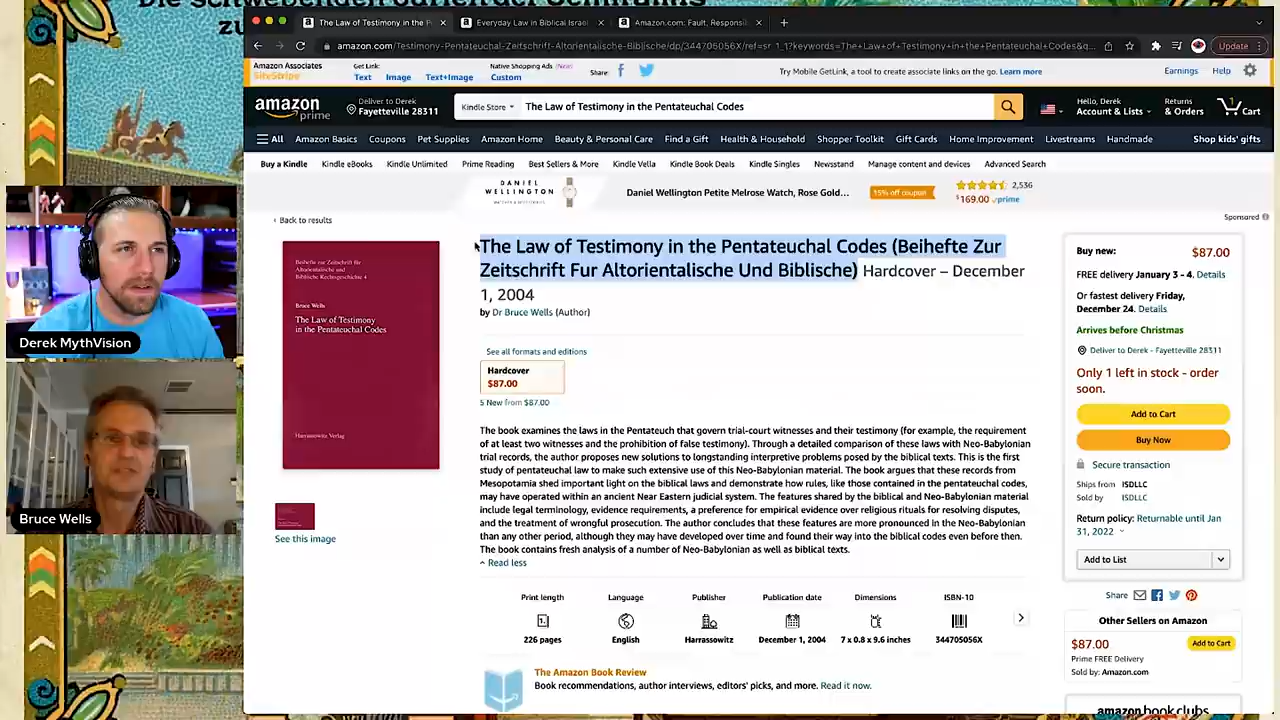 Die schwebenden Gärten der Semiramis
The Law of Testimony in the P
Everyday Law in Biblical Israel
Amazon.com: Fault, Responsi
amazon.com/Testimony-Pentateuchal-Zeitschrift-Altorientalische-Biblische/dp/344705056X/ref=sr_1_1?keywords=The+Law+of+Testimony+in+the+Pentateuchal+Codes&q...
Update
Amazon Associates
SiteStripe
Get Link:
Text Image Text+Image
Native Shopping Ads (New)
Custom
Share:
Try Mobile GetLink, a tool to create associate links on the go. Learn more
Earnings Help
amazon prime
Deliver to Derek
Fayetteville 28311
Kindle Store
The Law of Testimony in the Pentateuchal Codes
Hello, Derek
Account & Lists
Returns
& Orders
Cart
All Amazon Basics Coupons Pet Supplies Amazon Home Beauty & Personal Care Find a Gift Health & Household Shopper Toolkit Gift Cards Home Improvement Livestreams Handmade Shop kids' gifts
Buy a Kindle Kindle eBooks Kindle Unlimited Prime Reading Best Sellers & More Kindle Vella Kindle Book Deals Kindle Singles Newsstand Manage content and devices Advanced Search
DANIEL
WELLINGTON
Daniel Wellington Petite Melrose Watch, Rose Gold...
15% off coupon
2,536
$169.00 prime
‹ Back to results
Sponsored
Beihefte zur Zeitschrift für
Altorientalische und
Biblische Rechtsgeschichte 4
Bruce Wells
The Law of Testimony
in the Pentateuchal Codes
Harrassowitz Verlag
See this image
The Law of Testimony in the Pentateuchal Codes (Beihefte Zur
Zeitschrift Fur Altorientalische Und Biblische) Hardcover – December
1, 2004
by Dr Bruce Wells (Author)
See all formats and editions
Hardcover
$87.00
5 New from $87.00
The book examines the laws in the Pentateuch that govern trial-court witnesses and their testimony (for example, the requirement
of at least two witnesses and the prohibition of false testimony). Through a detailed comparison of these laws with Neo-Babylonian
trial records, the author proposes new solutions to longstanding interpretive problems posed by the biblical texts. This is the first
study of pentateuchal law to make such extensive use of this Neo-Babylonian material. The book argues that these records from
Mesopotamia shed important light on the biblical laws and demonstrate how rules, like those contained in the pentateuchal codes,
may have operated within an ancient Near Eastern judicial system. The features shared by the biblical and Neo-Babylonian material
include legal terminology, evidence requirements, a preference for empirical evidence over religious rituals for resolving disputes,
and the treatment of wrongful prosecution. The author concludes that these features are more pronounced in the Neo-Babylonian
than any other period, although they may have developed over time and found their way into the biblical codes even before then.
The book contains fresh analysis of a number of Neo-Babylonian as well as biblical texts.
Read less
Print length Language Publisher Publication date Dimensions ISBN-10
226 pages English Harrassowitz December 1, 2004 7 x 0.8 x 9.6 inches 344705056X
The Amazon Book Review
Book recommendations, author interviews, editors' picks, and more. Read it now.
Buy new: $87.00
FREE delivery January 3 - 4. Details
Or fastest delivery Friday,
December 24. Details
Arrives before Christmas
Deliver to Derek - Fayetteville 28311
Only 1 left in stock - order
soon.
Add to Cart
Buy Now
Secure transaction
Ships from ISDLLC
Sold by ISDLLC
Return policy: Returnable until Jan
31, 2022
Add to List
Share
Other Sellers on Amazon
$87.00
Add to Cart
Prime FREE Delivery
Sold by: Amazon.com
amazon book clubs
Derek MythVision
Bruce Wells